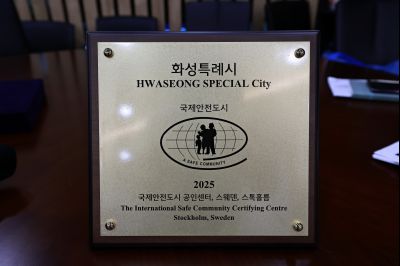 화성특례시
HWASEONG SPECIAL City
국제안전도시
A SAFE COMMUNITY
2025
국제안전도시 공인센터, 스웨덴, 스톡홀름
The International Safe Community Certifying Centre
Stockholm, Sweden